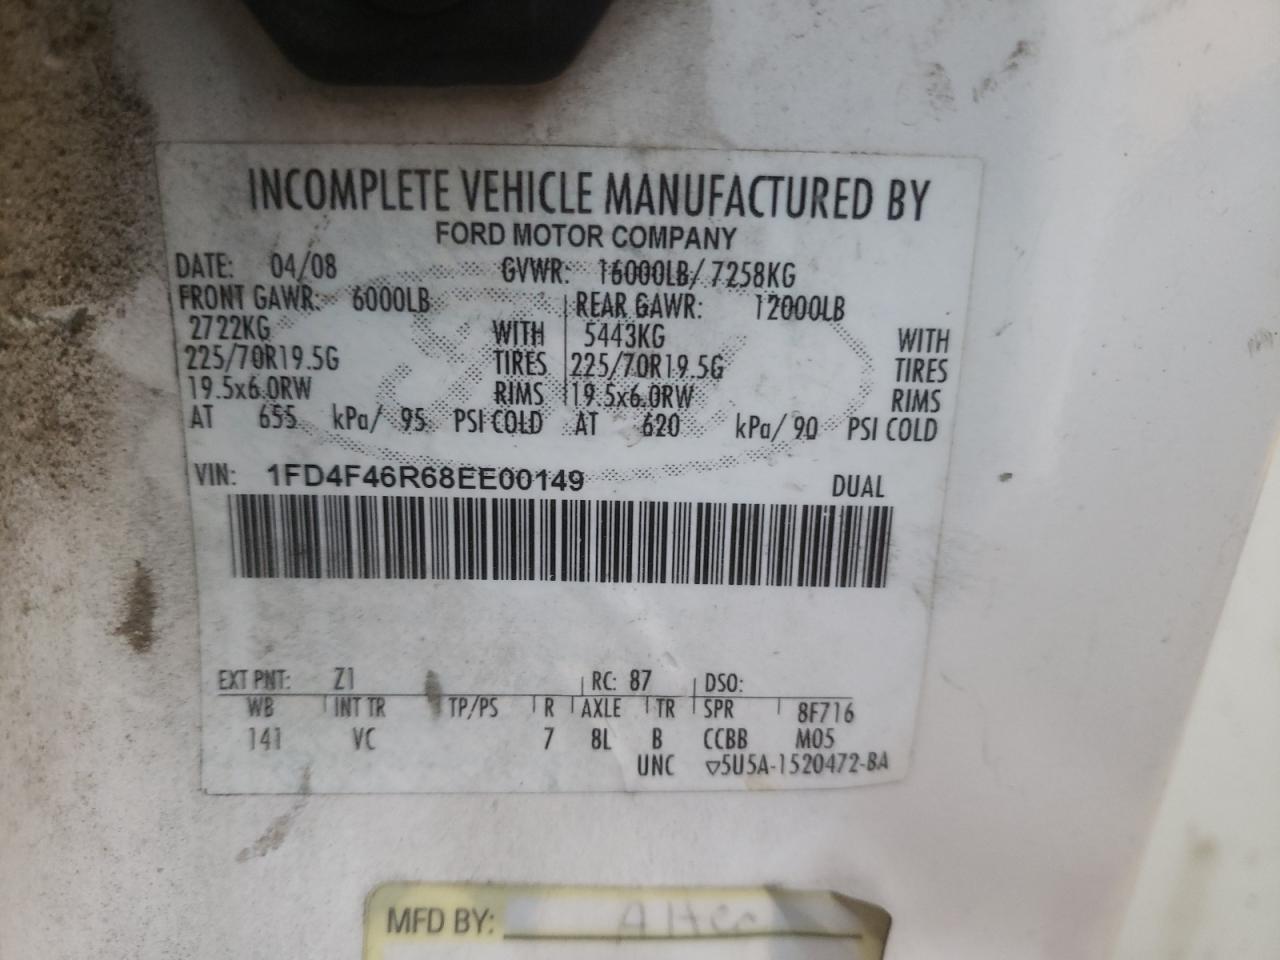 INCOMPLETE VEHICLE MANUFACTURED BY
FORD MOTOR COMPANY
DATE: 04/08 GVWR: 16000LB/ 7258KG
FRONT GAWR: 6000LB REAR GAWR: 12000LB
2722KG WITH 5443KG WITH
225/70R19.5G TIRES 225/70R19.5G TIRES
19.5x6.0RW RIMS 19.5x6.0RW RIMS
AT 655 kPa/ 95 PSI COLD AT 620 kPa/ 90 PSI COLD
VIN: 1FD4F46R68EE00149 DUAL
EXT PNT: Z1 RC: 87 DSO:
WB INT TR TP/PS R AXLE TR SPR 8F716
141 VC 7 8L B CCBB M05
UNC ▽5U5A-1520472-BA
MFD BY: Altec